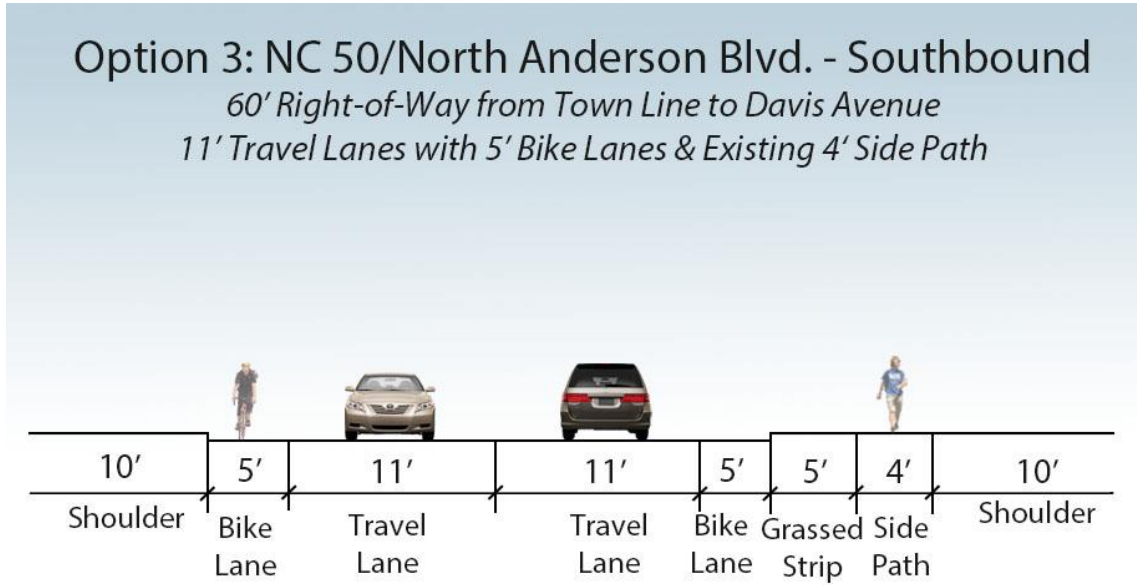 Option 3: NC 50/North Anderson Blvd. - Southbound
60’ Right-of-Way from Town Line to Davis Avenue
11’ Travel Lanes with 5’ Bike Lanes & Existing 4‘ Side Path
10’ 5’ 11’ 11’ 5’ 5’ 4’ 10’
Shoulder Bike Travel Travel Bike Grassed Side Shoulder
Lane Lane Lane Lane Strip Path